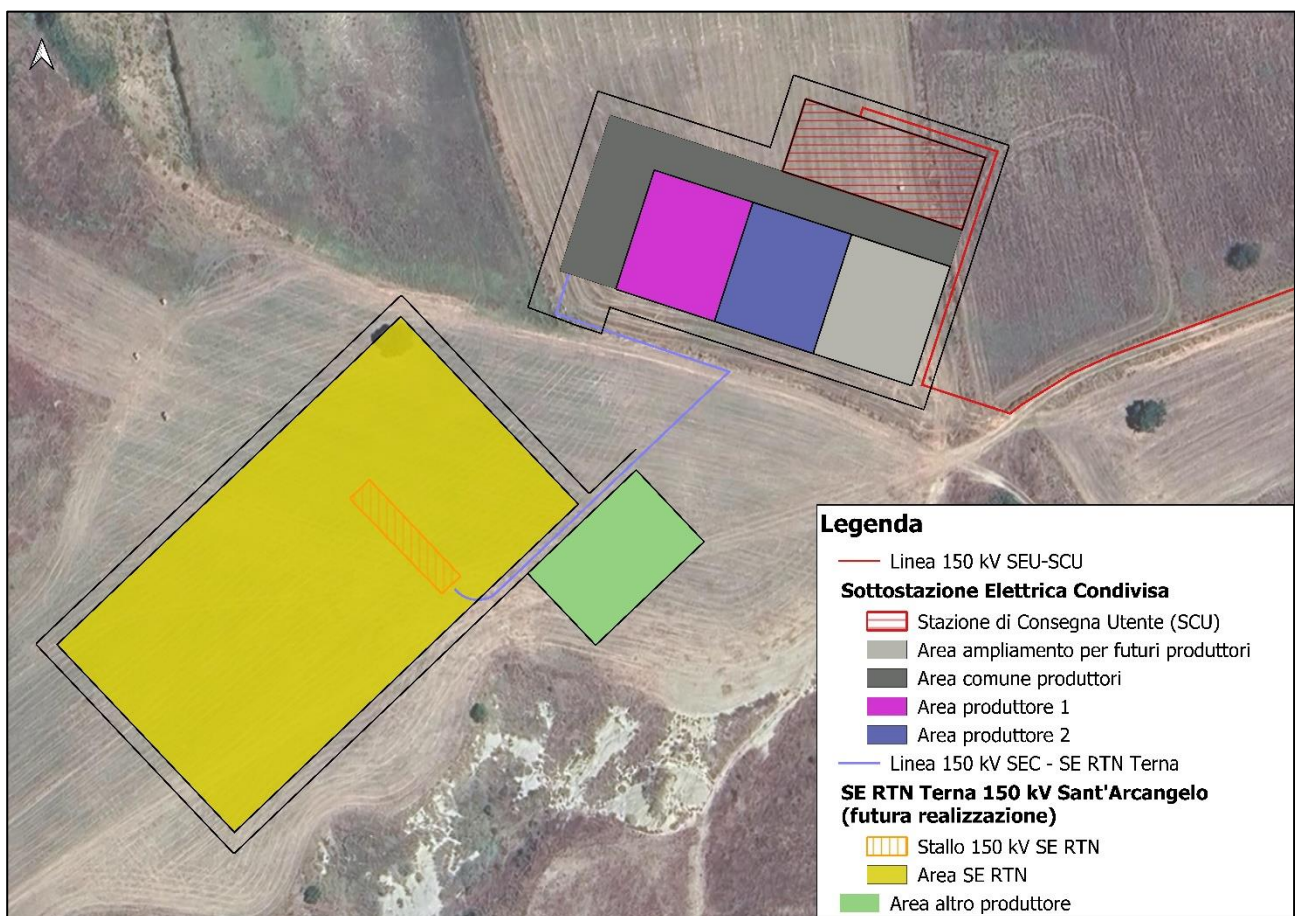 Legenda
Linea 150 kV SEU-SCU
Sottostazione Elettrica Condivisa
Stazione di Consegna Utente (SCU)
Area ampliamento per futuri produttori
Area comune produttori
Area produttore 1
Area produttore 2
Linea 150 kV SEC - SE RTN Terna
SE RTN Terna 150 kV Sant'Arcangelo
(futura realizzazione)
Stallo 150 kV SE RTN
Area SE RTN
Area altro produttore